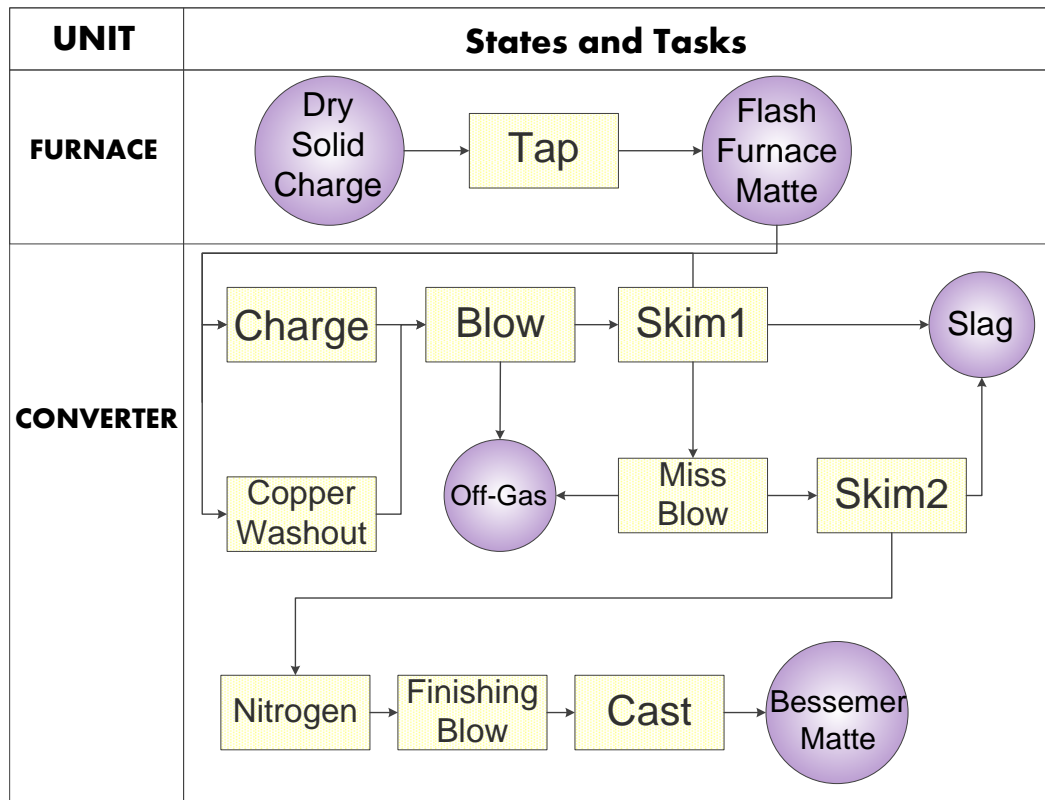 UNIT
States and Tasks
FURNACE
Dry
Solid
Charge
Tap
Flash
Furnace
Matte
CONVERTER
Charge
Blow
Skim1
Slag
Copper
Washout
Off-Gas
Miss
Blow
Skim2
Nitrogen
Finishing
Blow
Cast
Bessemer
Matte